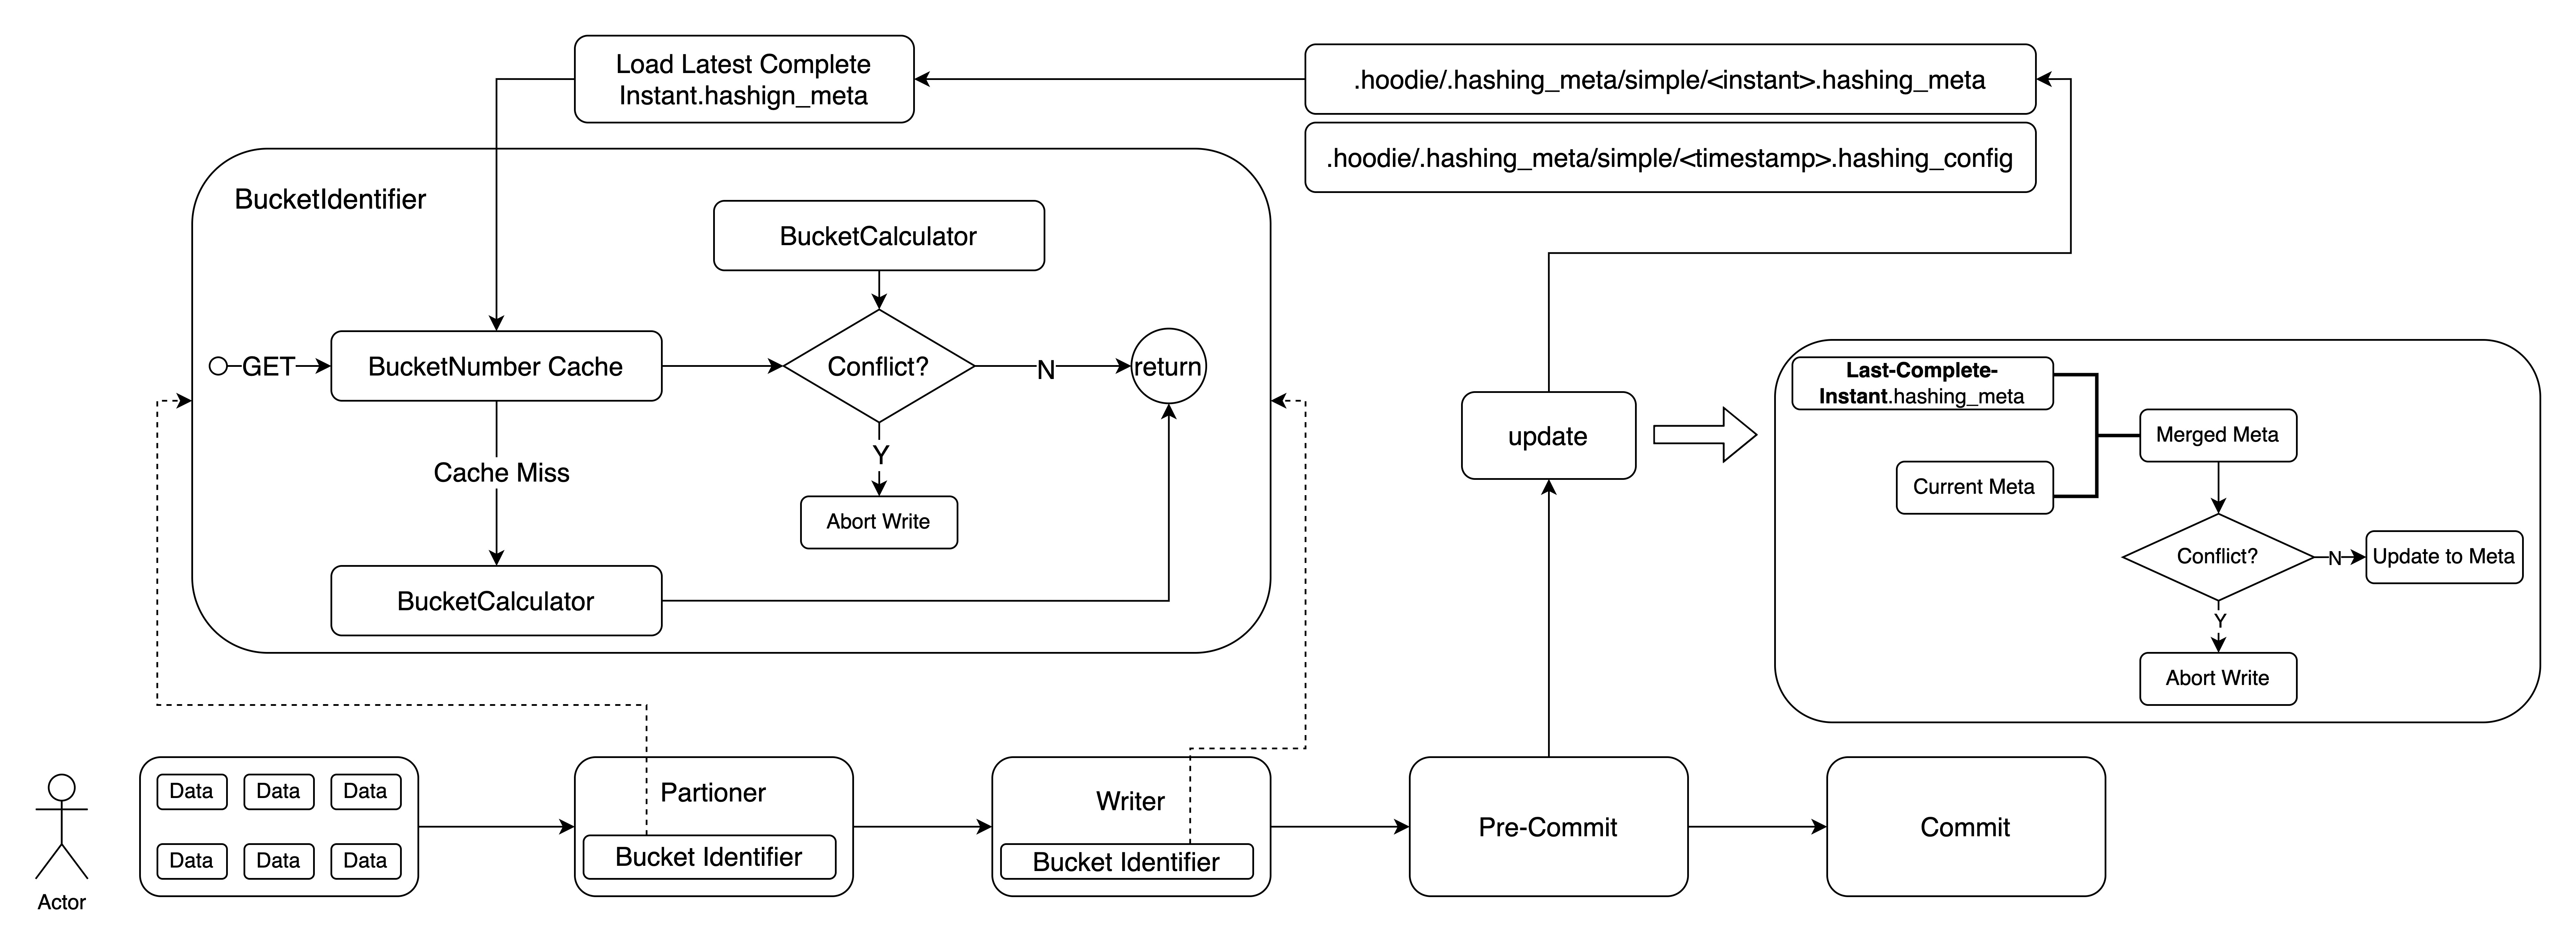 Load Latest Complete
Instant.hashign_meta
.hoodie/.hashing_meta/simple/<instant>.hashing_meta
.hoodie/.hashing_meta/simple/<timestamp>.hashing_config
BucketIdentifier
BucketCalculator
GET
BucketNumber Cache
Conflict?
N
return
Y
Cache Miss
Abort Write
BucketCalculator
update
Last-Complete-
Instant.hashing_meta
Merged Meta
Current Meta
Conflict?
N
Update to Meta
Y
Abort Write
Actor
Data
Data
Data
Data
Data
Data
Partioner
Bucket Identifier
Writer
Bucket Identifier
Pre-Commit
Commit